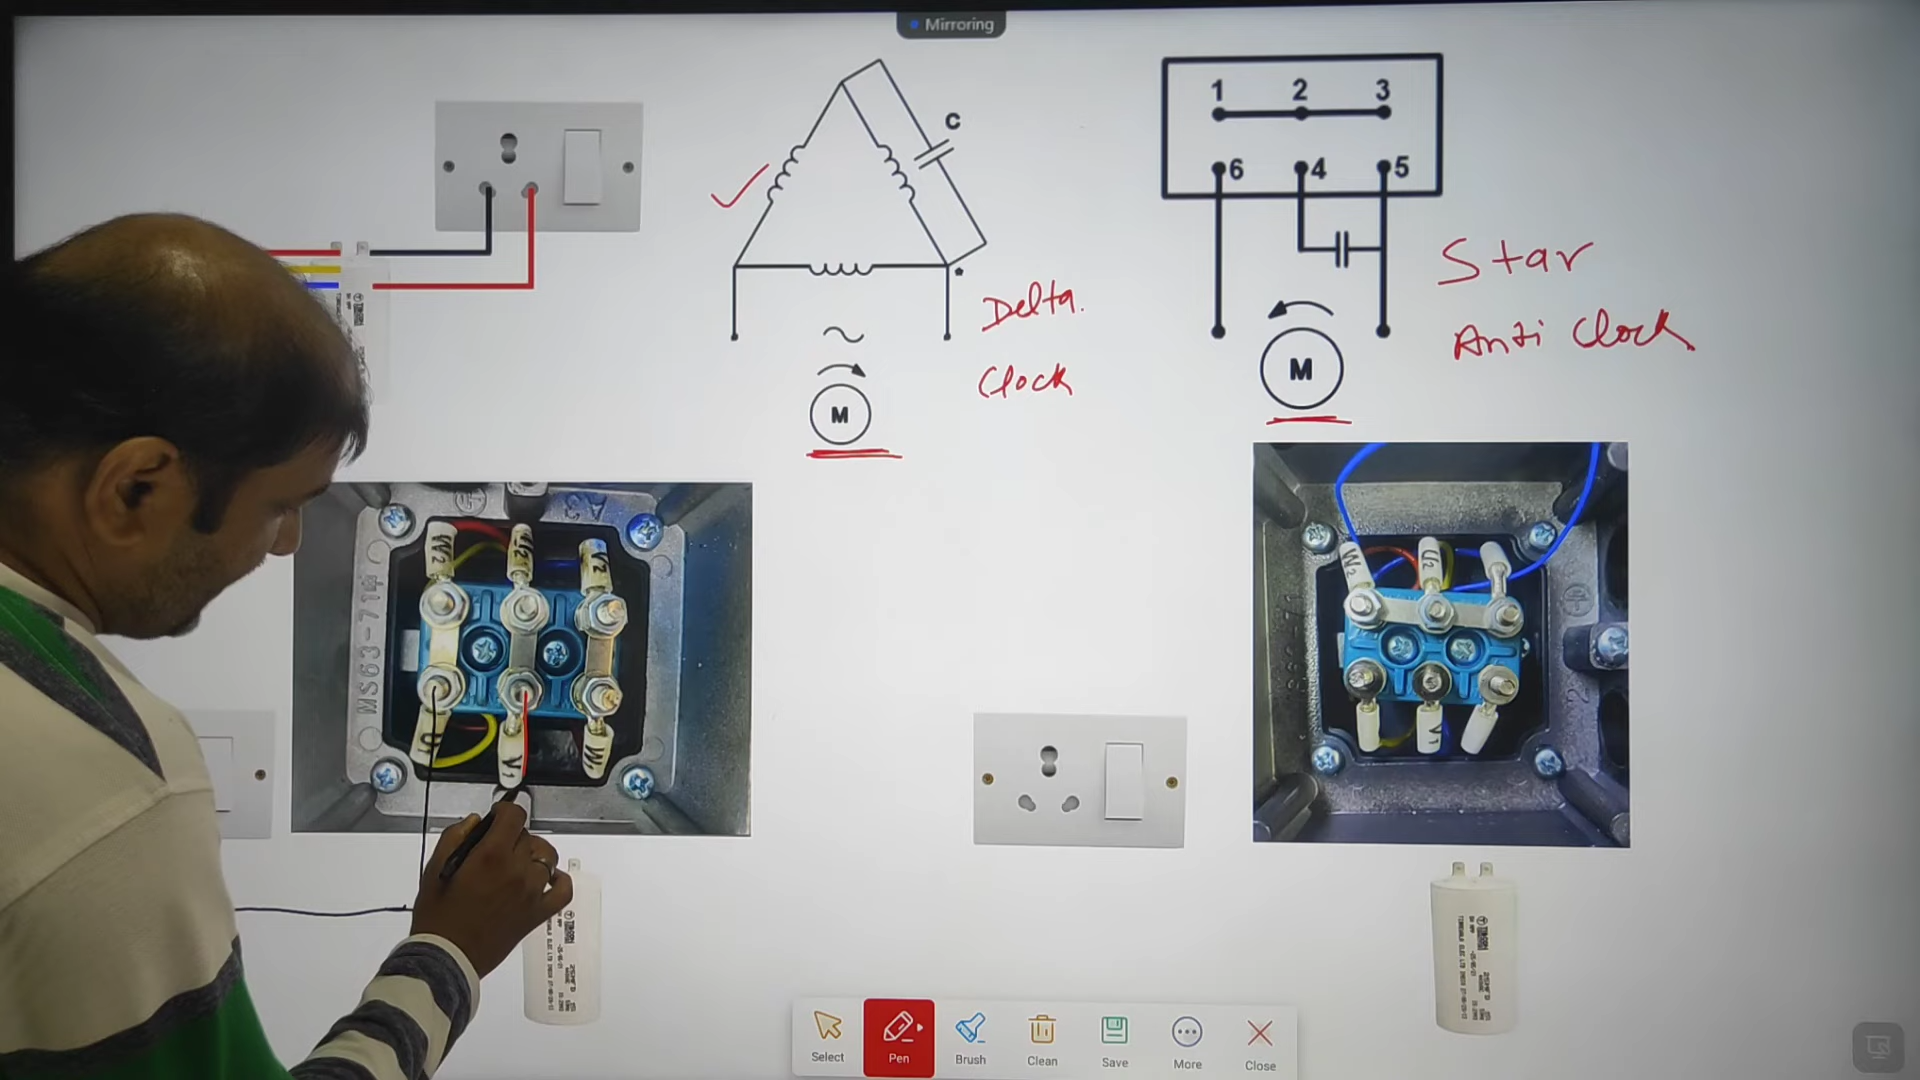 Mirroring
C
1 2 3
6 4 5
Star
Anti Clock
Delta.
Clock
M
M
W2 U2 V2
MS63-71
U1 V1 W1
W2 U2
V1
Select
Pen
Brush
Clean
Save
More
Close